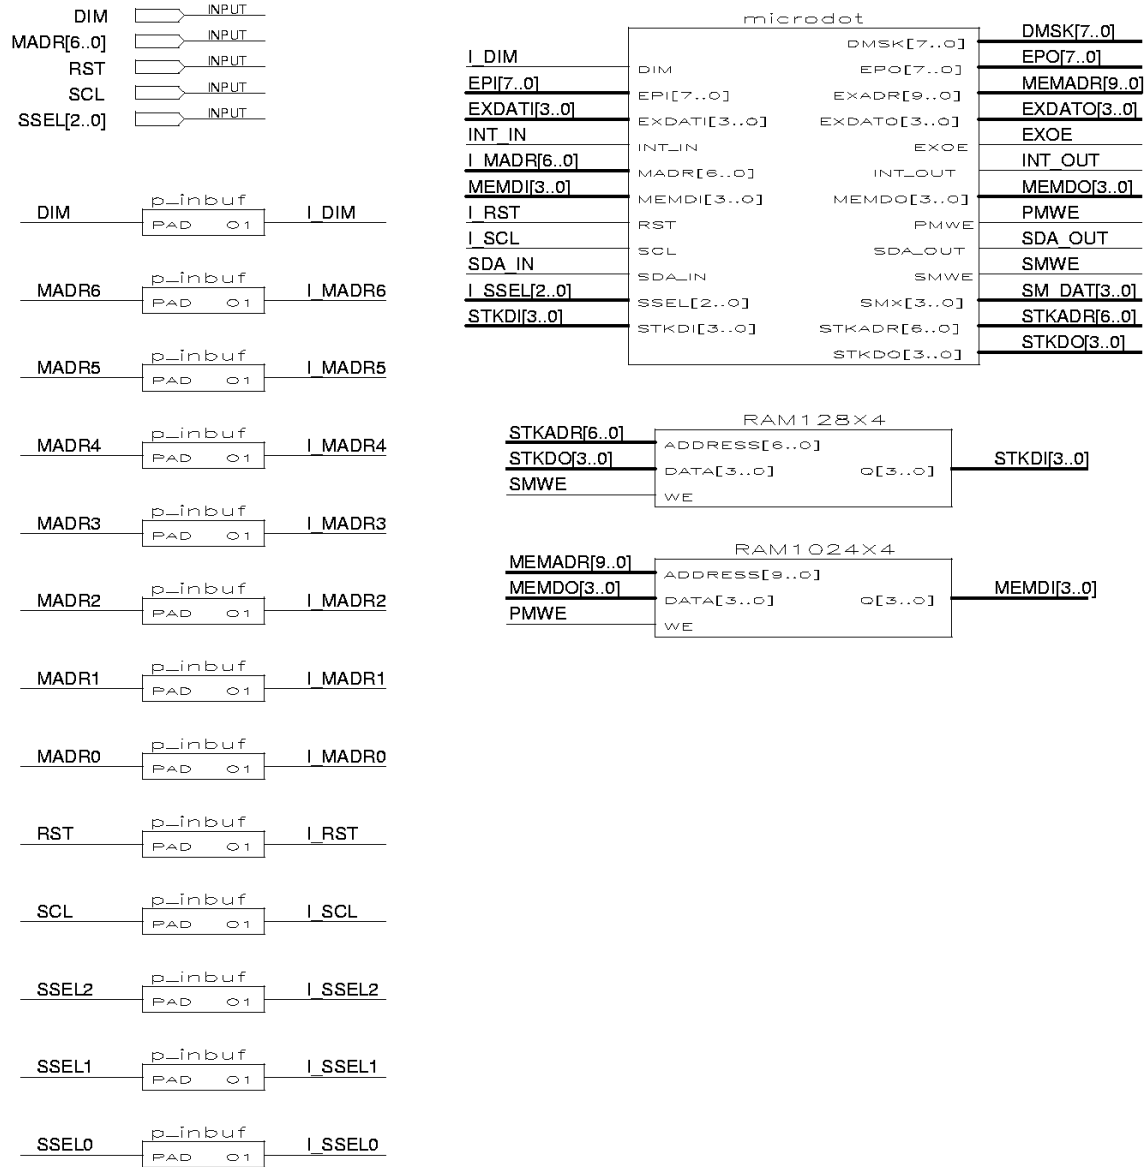 DIM INPUT
MADR[6..0] INPUT
RST INPUT
SCL INPUT
SSEL[2..0] INPUT
p_inbuf
DIM PAD O1 I_DIM
p_inbuf
MADR6 PAD O1 I_MADR6
p_inbuf
MADR5 PAD O1 I_MADR5
p_inbuf
MADR4 PAD O1 I_MADR4
p_inbuf
MADR3 PAD O1 I_MADR3
p_inbuf
MADR2 PAD O1 I_MADR2
p_inbuf
MADR1 PAD O1 I_MADR1
p_inbuf
MADR0 PAD O1 I_MADR0
p_inbuf
RST PAD O1 I_RST
p_inbuf
SCL PAD O1 I_SCL
p_inbuf
SSEL2 PAD O1 I_SSEL2
p_inbuf
SSEL1 PAD O1 I_SSEL1
p_inbuf
SSEL0 PAD O1 I_SSEL0
microdot
DMSK[7..0] DMSK[7..0]
I_DIM DIM EPO[7..0] EPO[7..0]
EPI[7..0] EPI[7..0] EXADR[9..0] MEMADR[9..0]
EXDATI[3..0] EXDATI[3..0] EXDATO[3..0] EXDATO[3..0]
INT_IN INT_IN EXOE EXOE
I_MADR[6..0] MADR[6..0] INT_OUT INT_OUT
MEMDI[3..0] MEMDI[3..0] MEMDO[3..0] MEMDO[3..0]
I_RST RST PMWE PMWE
I_SCL SCL SDA_OUT SDA_OUT
SDA_IN SDA_IN SMWE SMWE
I_SSEL[2..0] SSEL[2..0] SMX[3..0] SM_DAT[3..0]
STKDI[3..0] STKDI[3..0] STKADR[6..0] STKADR[6..0]
STKDO[3..0] STKDO[3..0]
RAM128X4
STKADR[6..0] ADDRESS[6..0]
STKDO[3..0] DATA[3..0] Q[3..0] STKDI[3..0]
SMWE WE
RAM1024X4
MEMADR[9..0] ADDRESS[9..0]
MEMDO[3..0] DATA[3..0] Q[3..0] MEMDI[3..0]
PMWE WE